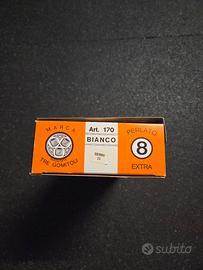 MARCA
TRE GOMITOLI
Art. 170
BIANCO
PERLATO
8
EXTRA
subito